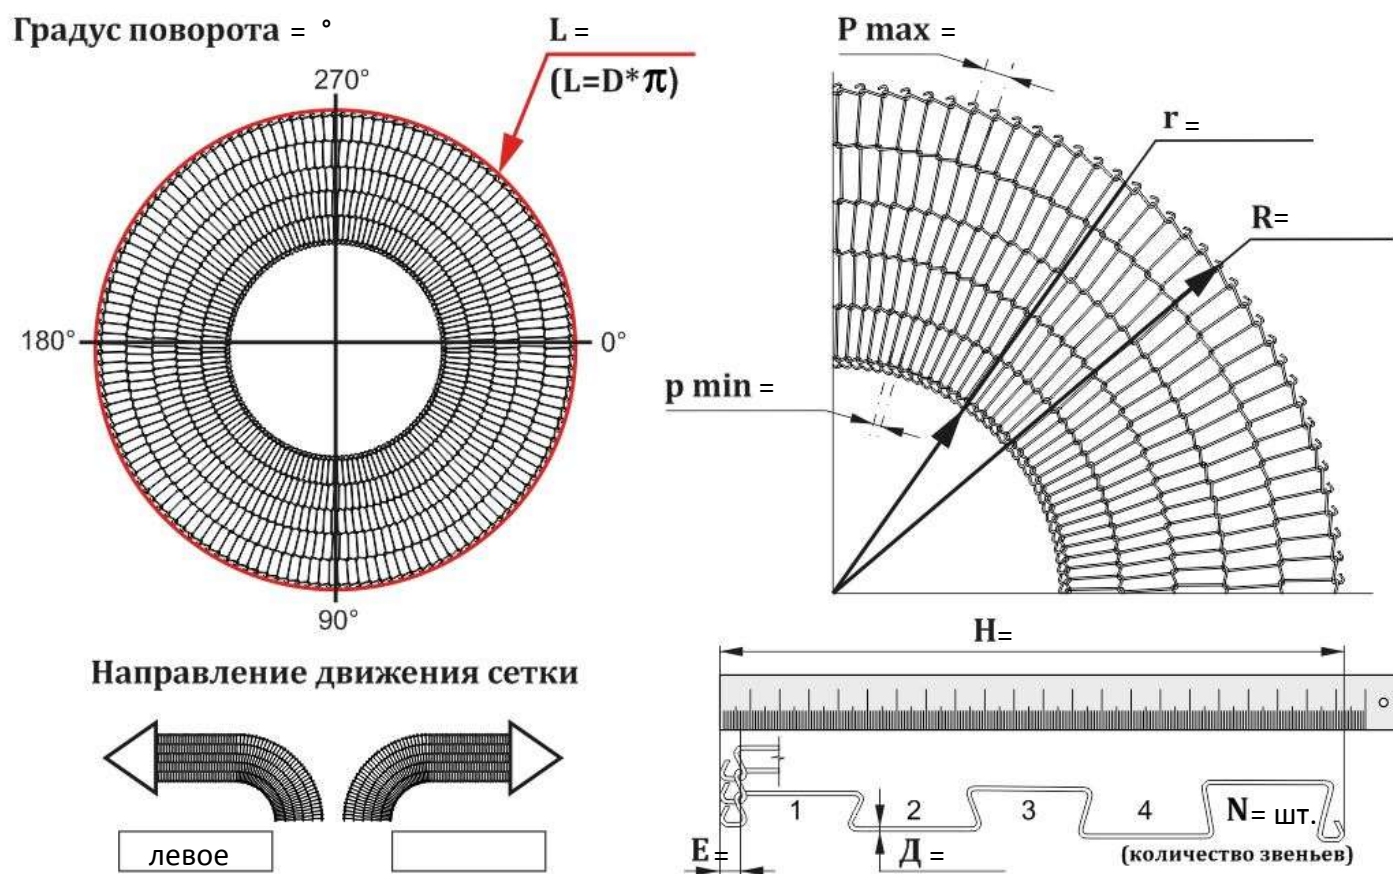 Градус поворота = °
L =
(L=D*π)
270°
180°
0°
90°
P max =
r =
R=
p min =
Направление движения сетки
левое
H=
1 2 3 4 N= шт.
(количество звеньев)
E=
Д =